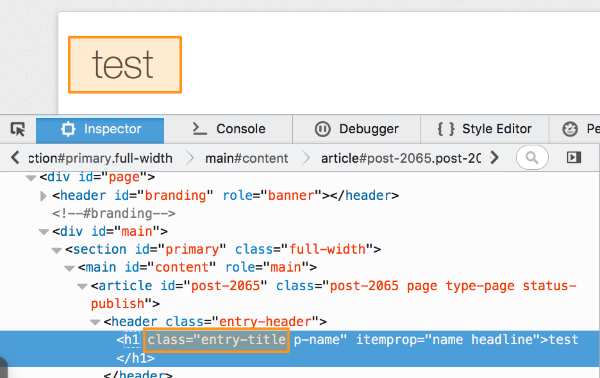 test
Inspector Console Debugger { } Style Editor Pe
ction#primary.full-width main#content article#post-2065.post-20
<div id="page">
<header id="branding" role="banner"></header>
<!--#branding-->
<div id="main">
<section id="primary" class="full-width">
<main id="content" role="main">
<article id="post-2065" class="post-2065 page type-page status-
publish">
<header class="entry-header">
<h1 class="entry-title p-name" itemprop="name headline">test
</h1>
</header>